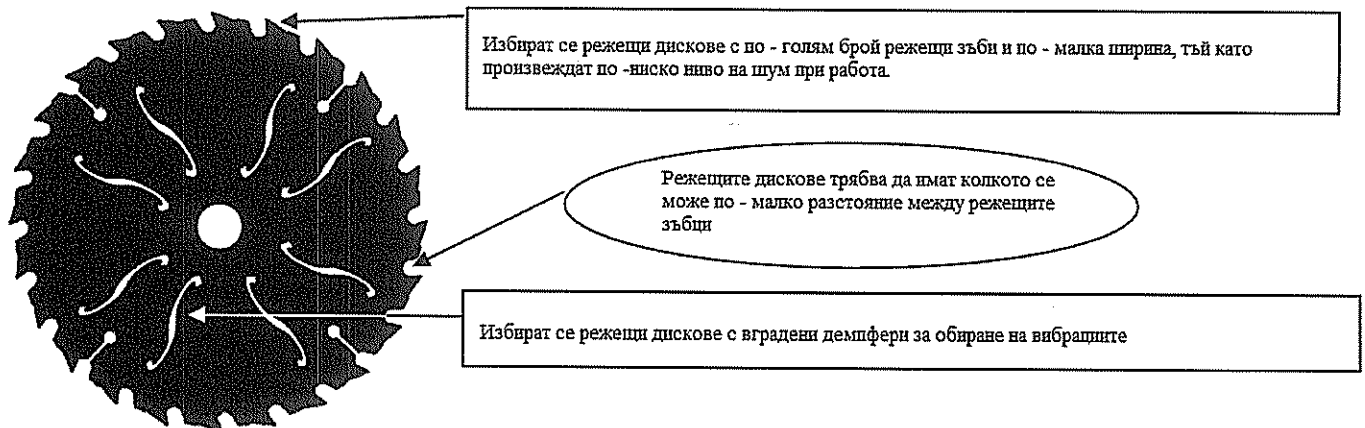 Избират се режещи дискове с по - голям брой режещи зъби и по - малка ширина, тъй като
произвеждат по -ниско ниво на шум при работа.
Режещите дискове трябва да имат колкото се
може по - малко разстояние между режещите
зъбци
Избират се режещи дискове с вградени демпфери за обиране на вибрациите